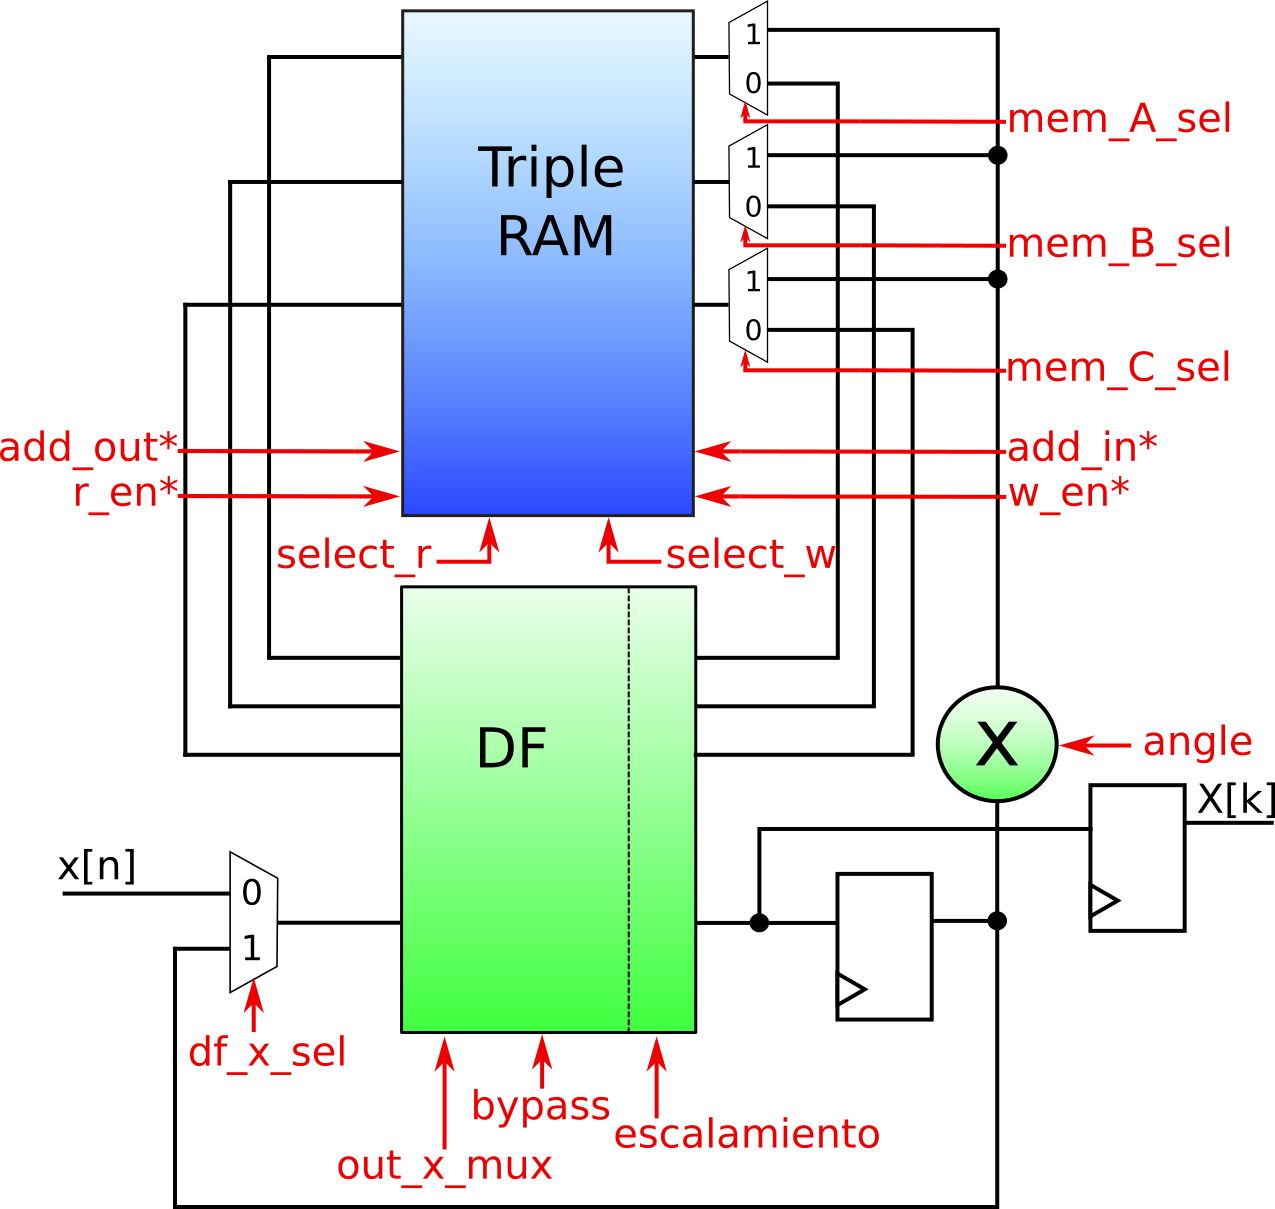 1
0
mem_A_sel
Triple
RAM
1
0
mem_B_sel
1
0
mem_C_sel
add_out*
add_in*
r_en*
w_en*
select_r
select_w
DF
X
angle
X[k]
x[n]
0
1
df_x_sel
bypass
escalamiento
out_x_mux